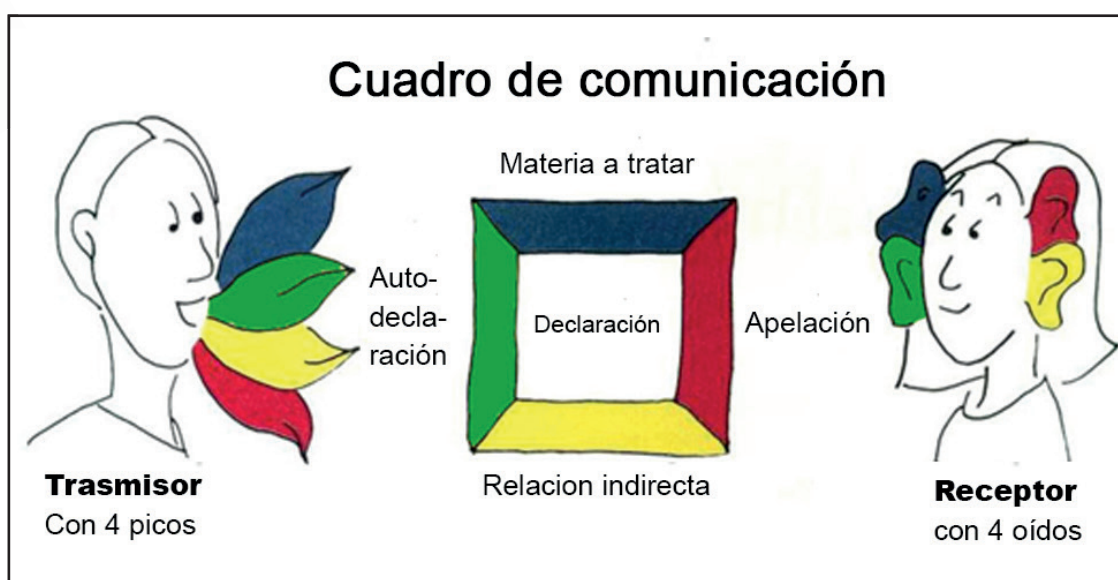 Cuadro de comunicación
Materia a tratar
Auto-
decla-
ración
Declaración
Apelación
Relacion indirecta
Trasmisor
Con 4 picos
Receptor
con 4 oídos